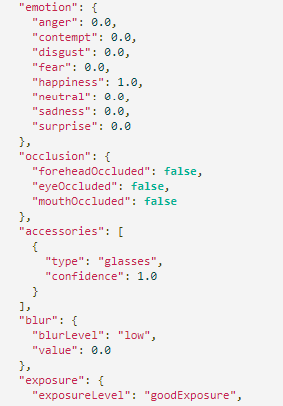 "emotion": {
"anger": 0.0,
"contempt": 0.0,
"disgust": 0.0,
"fear": 0.0,
"happiness": 1.0,
"neutral": 0.0,
"sadness": 0.0,
"surprise": 0.0
},
"occlusion": {
"foreheadOccluded": false,
"eyeOccluded": false,
"mouthOccluded": false
},
"accessories": [
{
"type": "glasses",
"confidence": 1.0
}
],
"blur": {
"blurLevel": "low",
"value": 0.0
},
"exposure": {
"exposureLevel": "goodExposure",